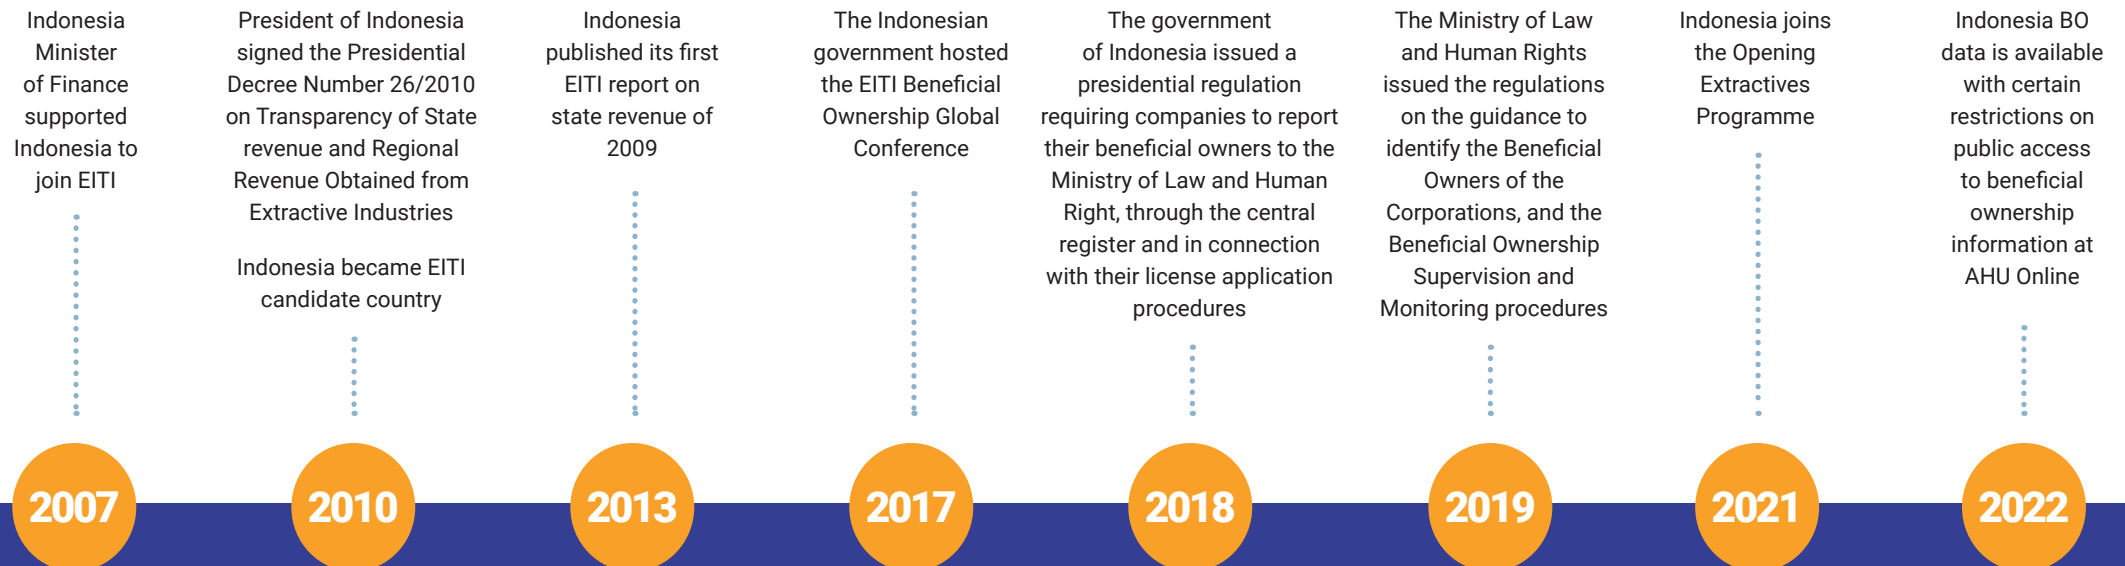 Indonesia
Minister
of Finance
supported
Indonesia to
join EITI
President of Indonesia
signed the Presidential
Decree Number 26/2010
on Transparency of State
revenue and Regional
Revenue Obtained from
Extractive Industries
Indonesia became EITI
candidate country
Indonesia
published its first
EITI report on
state revenue of
2009
The Indonesian
government hosted
the EITI Beneficial
Ownership Global
Conference
The government
of Indonesia issued a
presidential regulation
requiring companies to report
their beneficial owners to the
Ministry of Law and Human
Right, through the central
register and in connection
with their license application
procedures
The Ministry of Law
and Human Rights
issued the regulations
on the guidance to
identify the Beneficial
Owners of the
Corporations, and the
Beneficial Ownership
Supervision and
Monitoring procedures
Indonesia joins
the Opening
Extractives
Programme
Indonesia BO
data is available
with certain
restrictions on
public access
to beneficial
ownership
information at
AHU Online
2007
2010
2013
2017
2018
2019
2021
2022